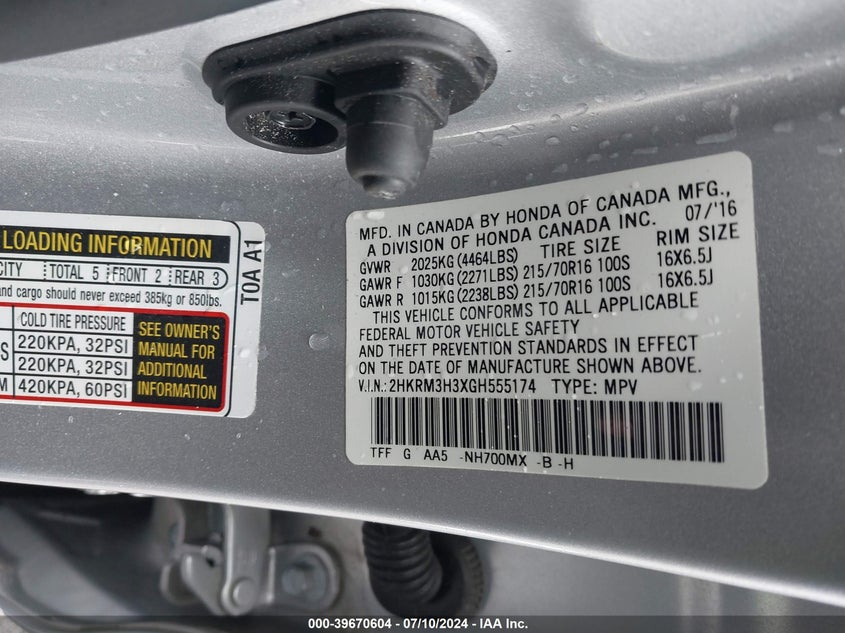 LOADING INFORMATION
CITY TOTAL 5 FRONT 2 REAR 3
and cargo should never exceed 385kg or 850lbs.
COLD TIRE PRESSURE
220KPA, 32PSI
220KPA, 32PSI
420KPA, 60PSI
SEE OWNER'S
MANUAL FOR
ADDITIONAL
INFORMATION
T0A A1
MFD. IN CANADA BY HONDA OF CANADA MFG.,
A DIVISION OF HONDA CANADA INC. 07/'16
GVWR 2025KG(4464LBS) TIRE SIZE RIM SIZE
GAWR F 1030KG(2271LBS) 215/70R16 100S 16X6.5J
GAWR R 1015KG(2238LBS) 215/70R16 100S 16X6.5J
THIS VEHICLE CONFORMS TO ALL APPLICABLE
FEDERAL MOTOR VEHICLE SAFETY
AND THEFT PREVENTION STANDARDS IN EFFECT
ON THE DATE OF MANUFACTURE SHOWN ABOVE.
V.I.N.: 2HKRM3H3XGH555174 TYPE: MPV
TFF G AA5 -NH700MX -B -H
000-39670604 - 07/10/2024 - IAA Inc.